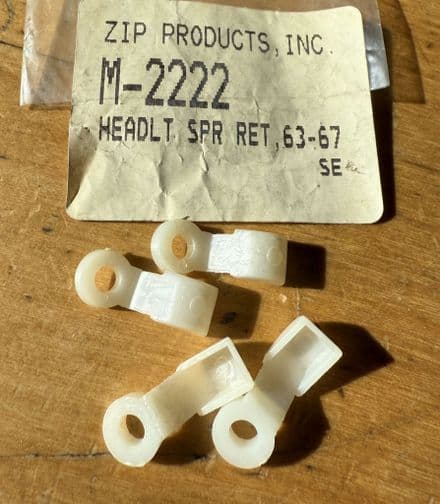 ZIP PRODUCTS, INC.
M-2222
HEADLT SPR RET, 63-67
SE